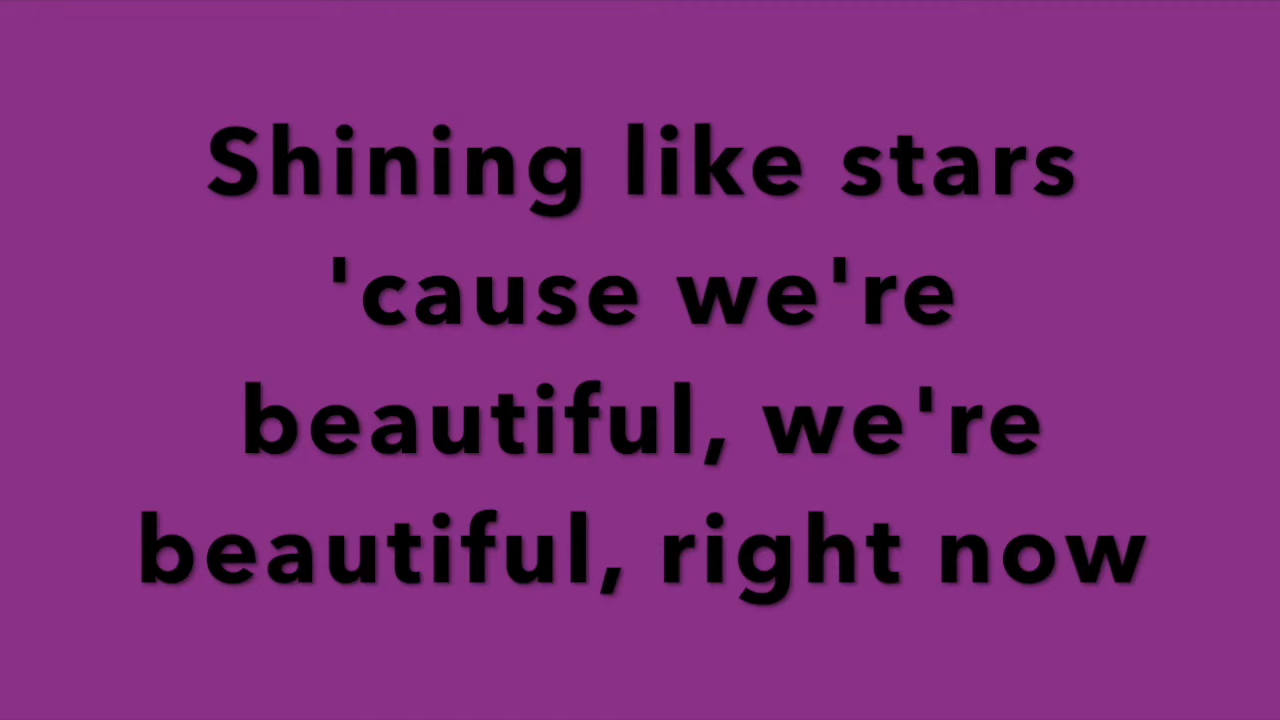 Shining like stars
'cause we're
beautiful, we're
beautiful, right now